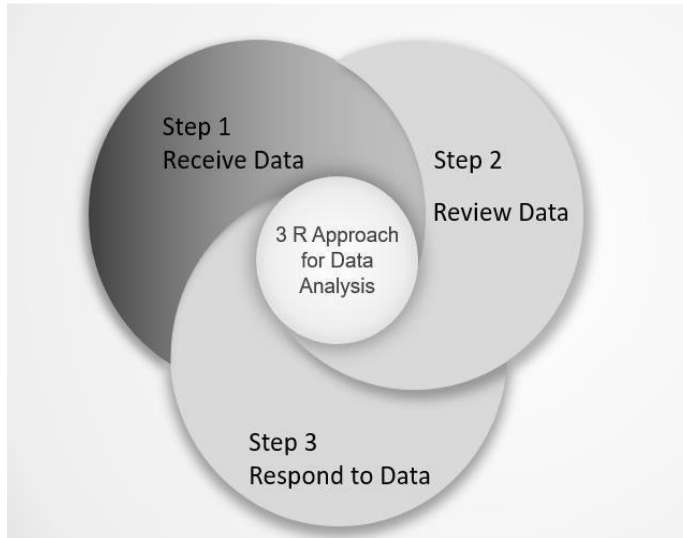 Step 1
Receive Data
Step 2
Review Data
3 R Approach
for Data
Analysis
Step 3
Respond to Data